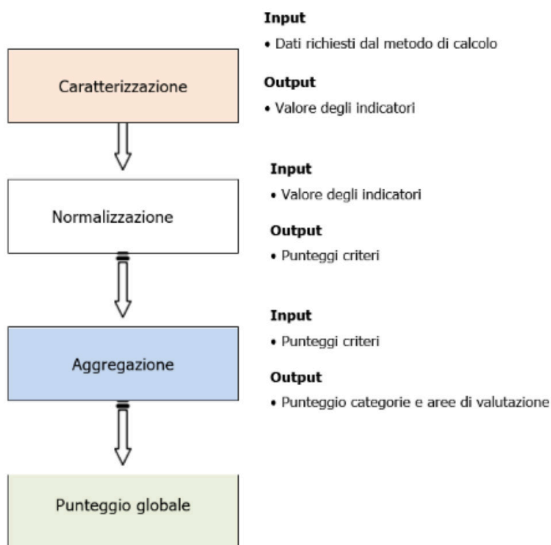 Input
• Dati richiesti dal metodo di calcolo
Caratterizzazione
Output
• Valore degli indicatori
Input
• Valore degli indicatori
Normalizzazione
Output
• Punteggi criteri
Input
• Punteggi criteri
Aggregazione
Output
• Punteggio categorie e aree di valutazione
Punteggio globale